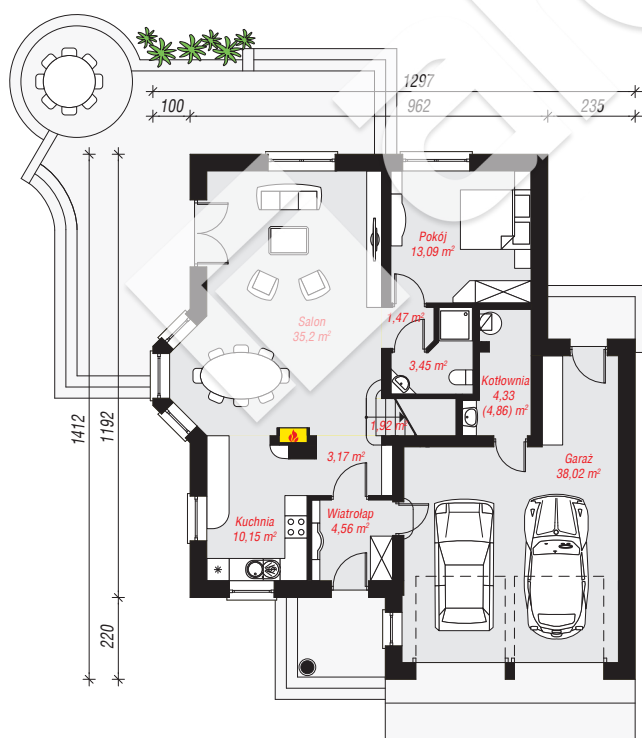 1297
100
962
235
Pokój
13,09 m²
1,47 m²
Salon
35,2 m²
3,45 m²
Kotłownia
4,33
(4,86) m²
1412
1192
1,92 m²
3,17 m²
Garaż
38,02 m²
Kuchnia
10,15 m²
Wiatrołap
4,56 m²
220